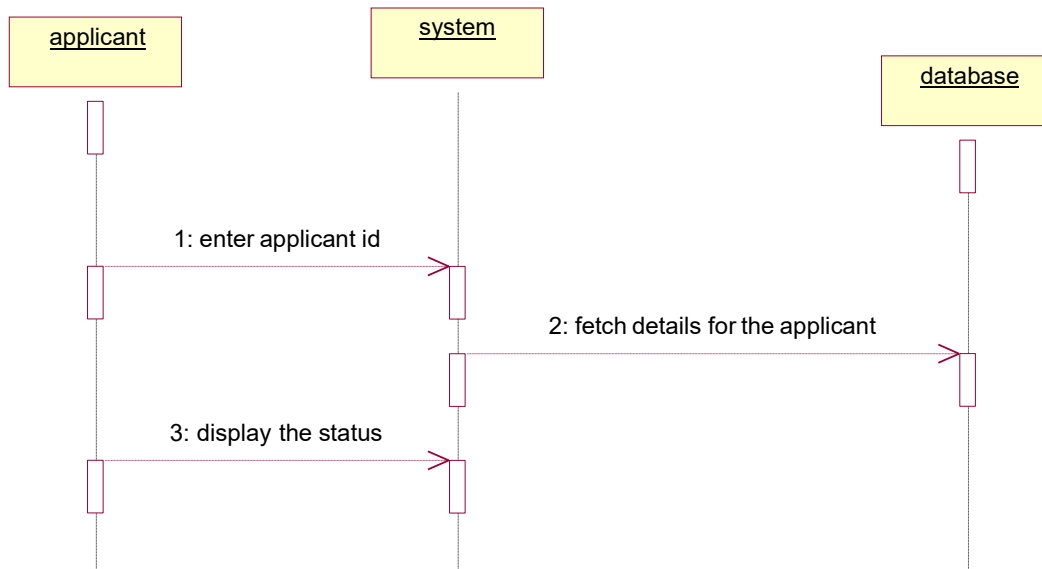 applicant
system
database
1: enter applicant id
2: fetch details for the applicant
3: display the status